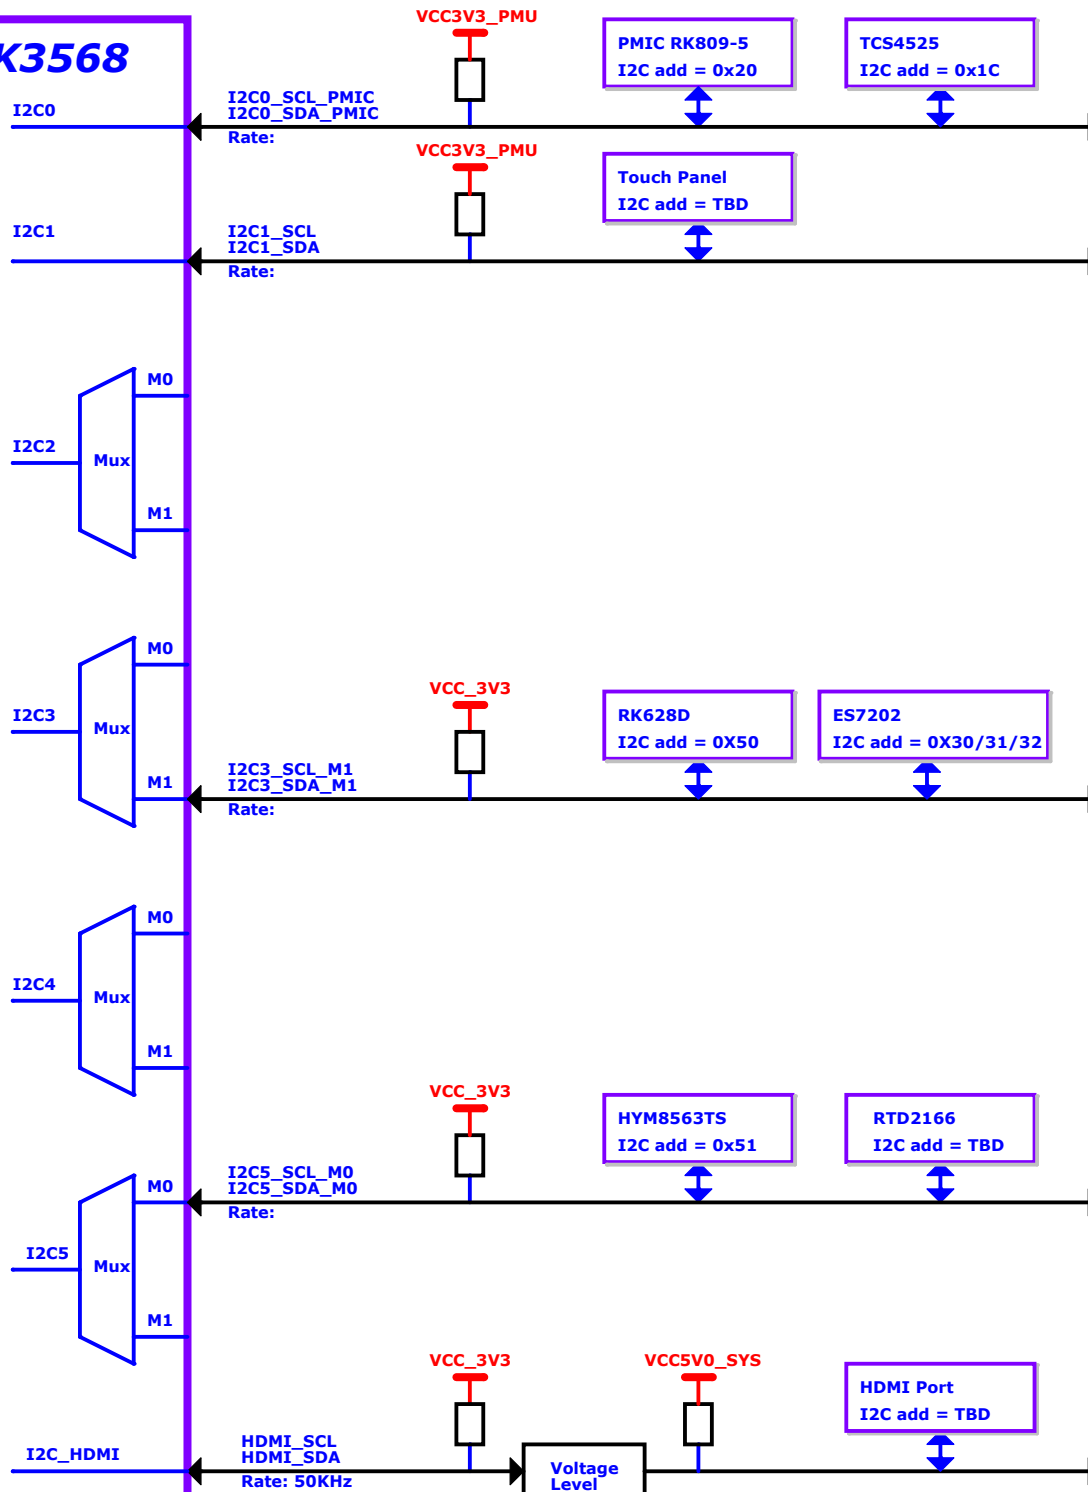 K3568
VCC3V3_PMU
PMIC RK809-5
I2C add = 0x20
TCS4525
I2C add = 0x1C
I2C0
I2C0_SCL_PMIC
I2C0_SDA_PMIC
Rate:
VCC3V3_PMU
Touch Panel
I2C add = TBD
I2C1
I2C1_SCL
I2C1_SDA
Rate:
M0
I2C2
Mux
M1
M0
I2C3
Mux
M1
VCC_3V3
RK628D
I2C add = 0X50
ES7202
I2C add = 0X30/31/32
I2C3_SCL_M1
I2C3_SDA_M1
Rate:
M0
I2C4
Mux
M1
VCC_3V3
HYM8563TS
I2C add = 0x51
RTD2166
I2C add = TBD
I2C5_SCL_M0
I2C5_SDA_M0
Rate:
M0
I2C5
Mux
M1
VCC_3V3
VCC5V0_SYS
HDMI Port
I2C add = TBD
I2C_HDMI
HDMI_SCL
HDMI_SDA
Rate: 50KHz
Voltage
Level